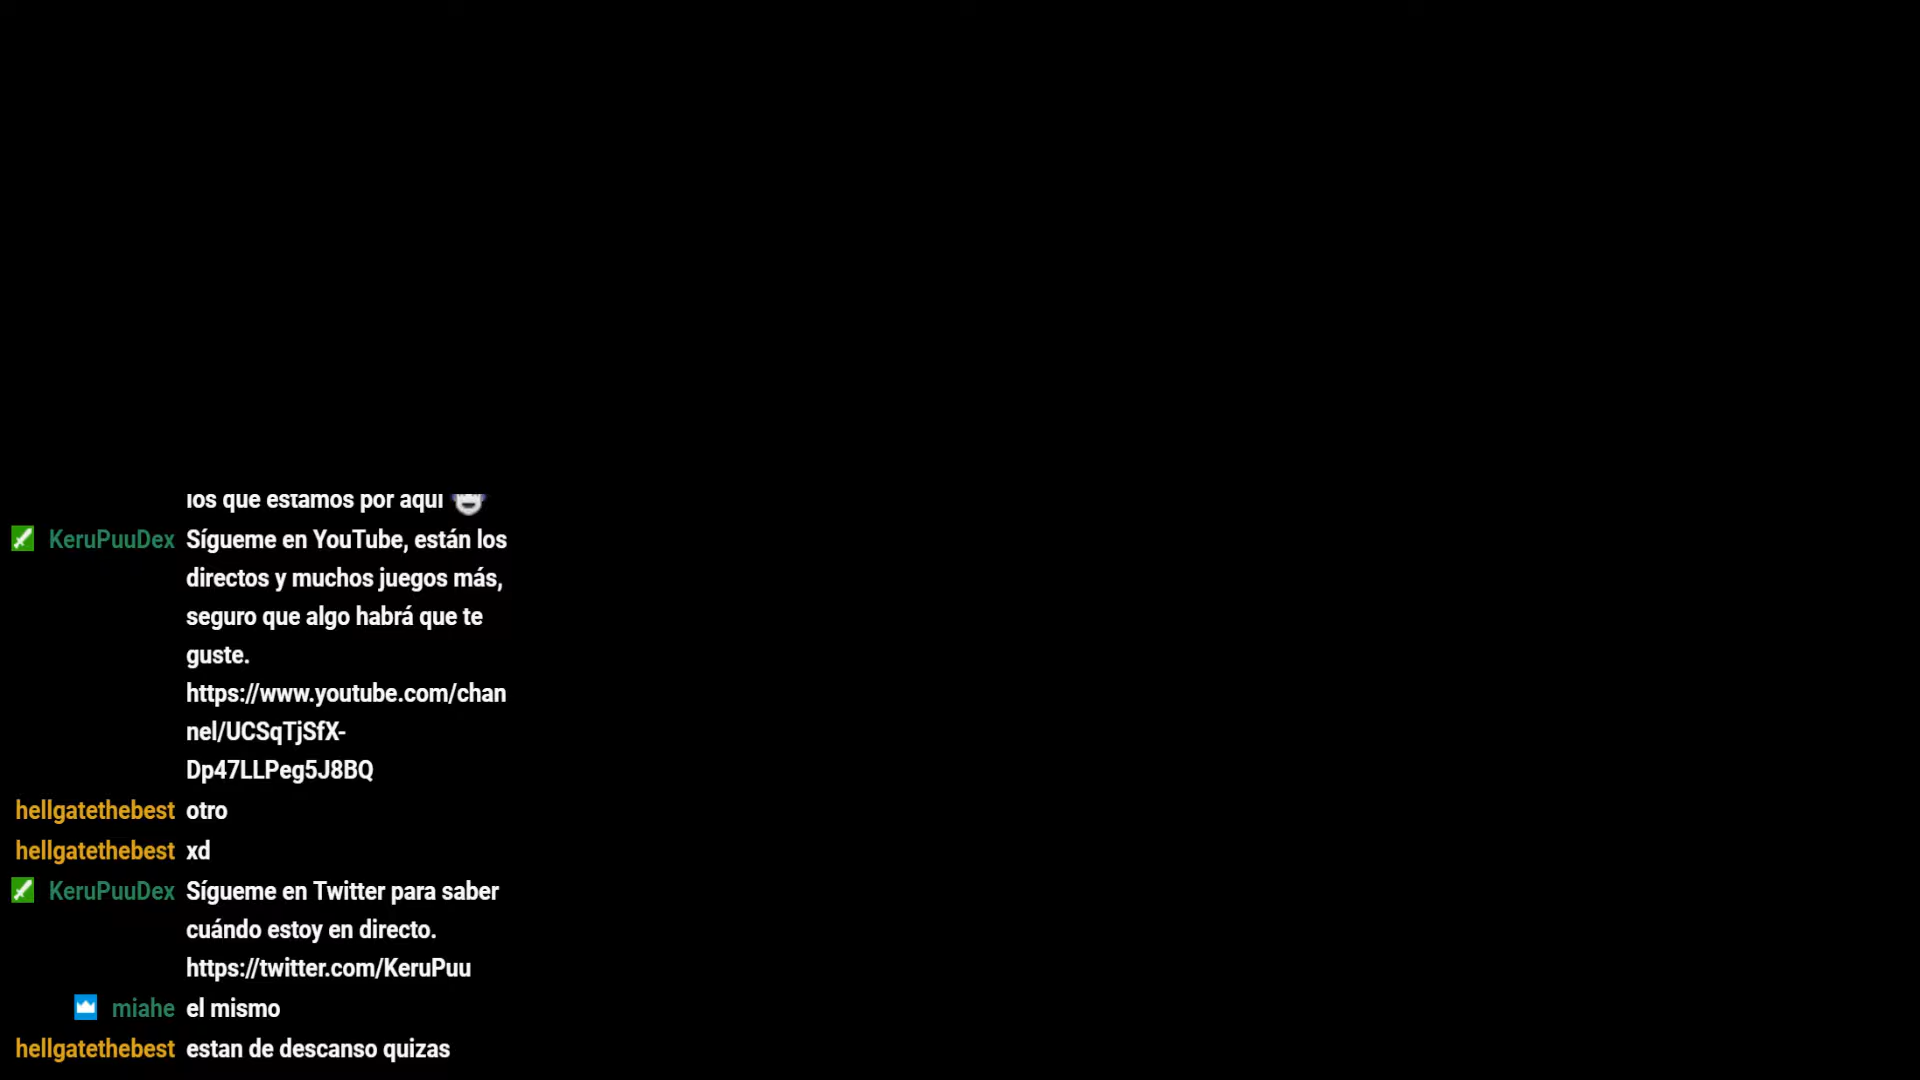 los que estamos por aquí
KeruPuuDex Sígueme en YouTube, están los
directos y muchos juegos más,
seguro que algo habrá que te
guste.
https://www.youtube.com/chan
nel/UCSqTjSfX-
Dp47LLPeg5J8BQ
hellgatethebest otro
hellgatethebest xd
KeruPuuDex Sígueme en Twitter para saber
cuándo estoy en directo.
https://twitter.com/KeruPuu
miahe el mismo
hellgatethebest estan de descanso quizas